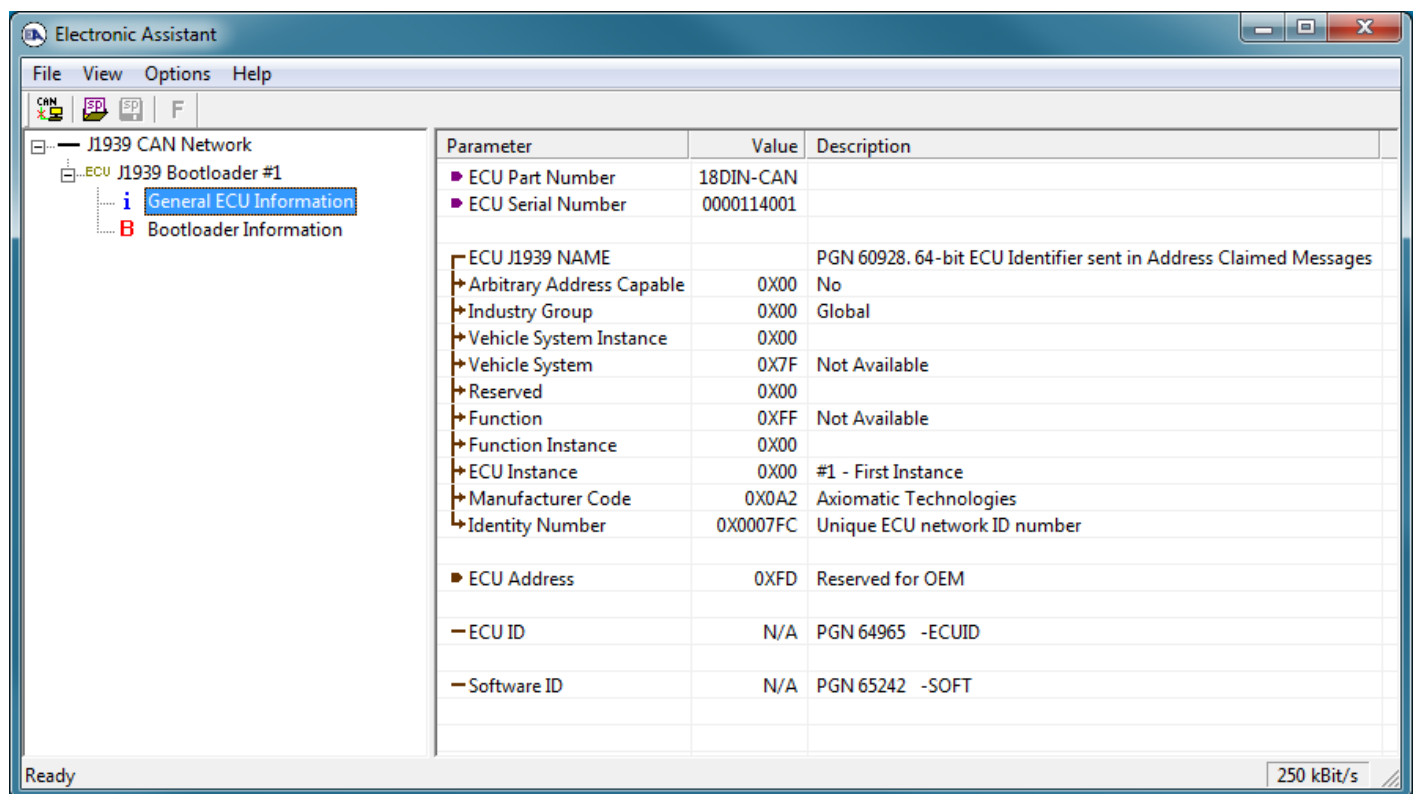 Electronic Assistant
File View Options Help
CAN SP SP F
J1939 CAN Network
ECU J1939 Bootloader #1
i General ECU Information
B Bootloader Information
Parameter Value Description
ECU Part Number 18DIN-CAN
ECU Serial Number 0000114001
ECU J1939 NAME PGN 60928. 64-bit ECU Identifier sent in Address Claimed Messages
Arbitrary Address Capable 0X00 No
Industry Group 0X00 Global
Vehicle System Instance 0X00
Vehicle System 0X7F Not Available
Reserved 0X00
Function 0XFF Not Available
Function Instance 0X00
ECU Instance 0X00 #1 - First Instance
Manufacturer Code 0X0A2 Axiomatic Technologies
Identity Number 0X0007FC Unique ECU network ID number
ECU Address 0XFD Reserved for OEM
ECU ID N/A PGN 64965 -ECUID
Software ID N/A PGN 65242 -SOFT
Ready 250 kBit/s